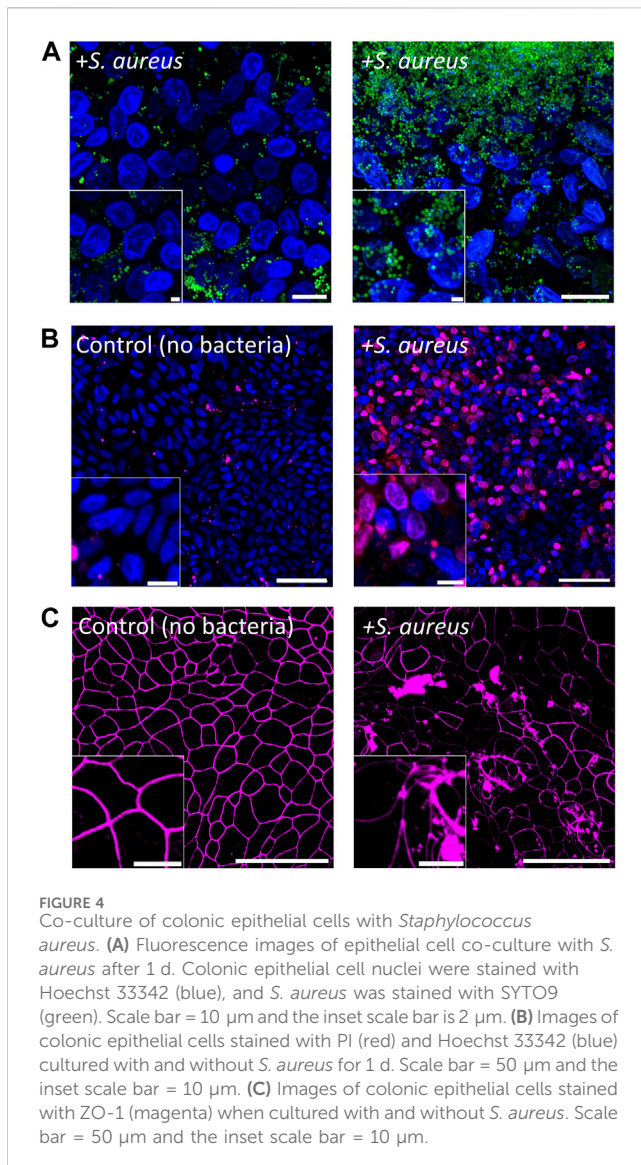 A
+S. aureus
+S. aureus
B
Control (no bacteria)
+S. aureus
C
Control (no bacteria)
+S. aureus
FIGURE 4
Co-culture of colonic epithelial cells with Staphylococcus
aureus. (A) Fluorescence images of epithelial cell co-culture with S.
aureus after 1 d. Colonic epithelial cell nuclei were stained with
Hoechst 33342 (blue), and S. aureus was stained with SYTO9
(green). Scale bar = 10 μm and the inset scale bar is 2 μm. (B) Images of
colonic epithelial cells stained with PI (red) and Hoechst 33342 (blue)
cultured with and without S. aureus for 1 d. Scale bar = 50 μm and the
inset scale bar = 10 μm. (C) Images of colonic epithelial cells stained
with ZO-1 (magenta) when cultured with and without S. aureus. Scale
bar = 50 μm and the inset scale bar = 10 μm.